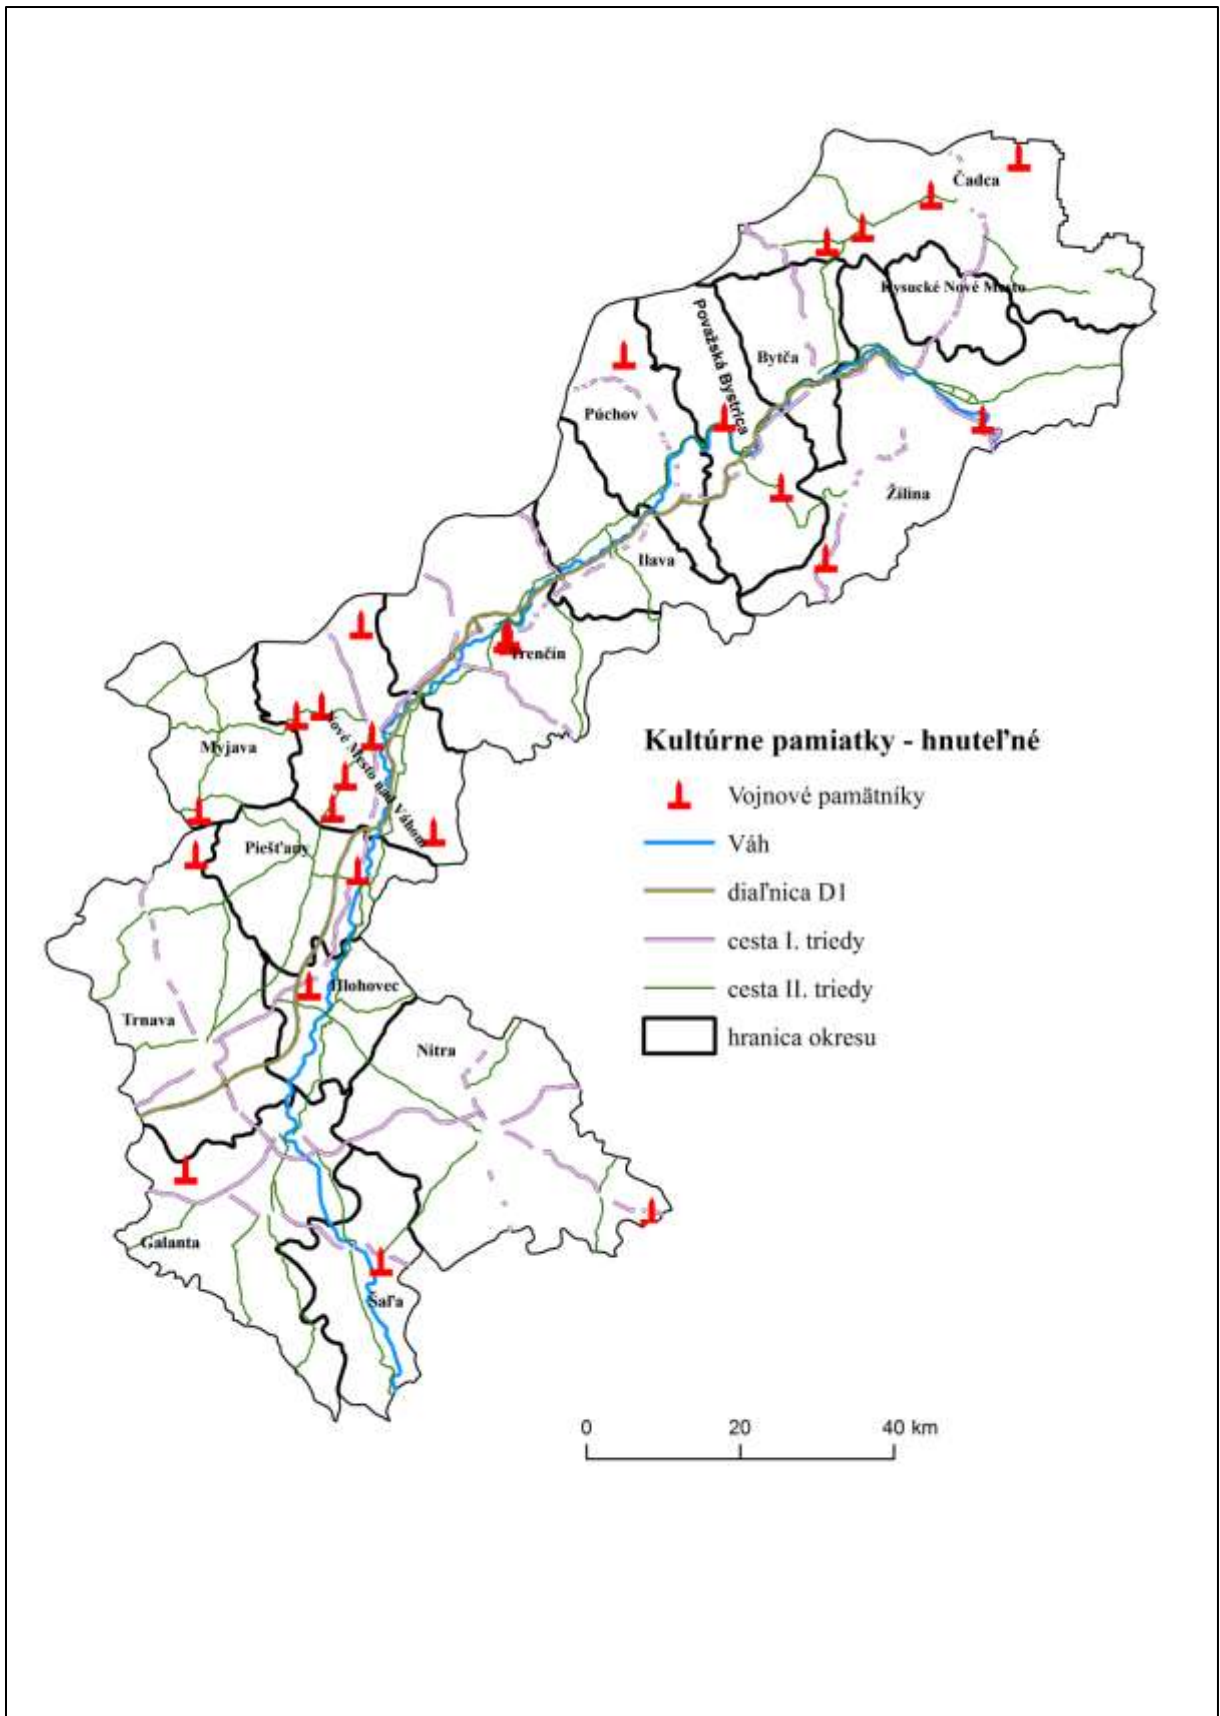 Čadca
Kysucké Nové Mesto
Považská Bystrica
Bytča
Púchov
Žilina
Ilava
Trenčín
Nové Mesto nad Váhom
Myjava
Piešťany
Hlohovec
Trnava
Nitra
Galanta
Šaľa
Kultúrne pamiatky - hnuteľné
Vojnové pamätníky
Váh
diaľnica D1
cesta I. triedy
cesta II. triedy
hranica okresu
0 20 40 km